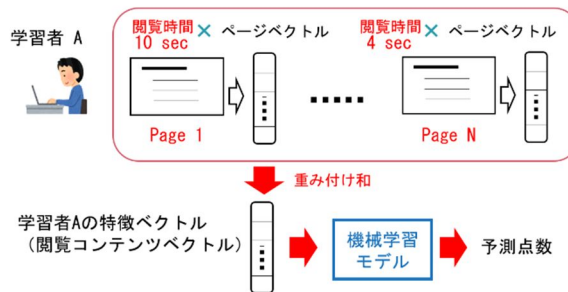 学習者 A
閲覧時間 × ページベクトル
10 sec
閲覧時間 × ページベクトル
4 sec
Page 1
Page N
重み付け和
学習者Aの特徴ベクトル
(閲覧コンテンツベクトル)
機械学習
モデル
予測点数